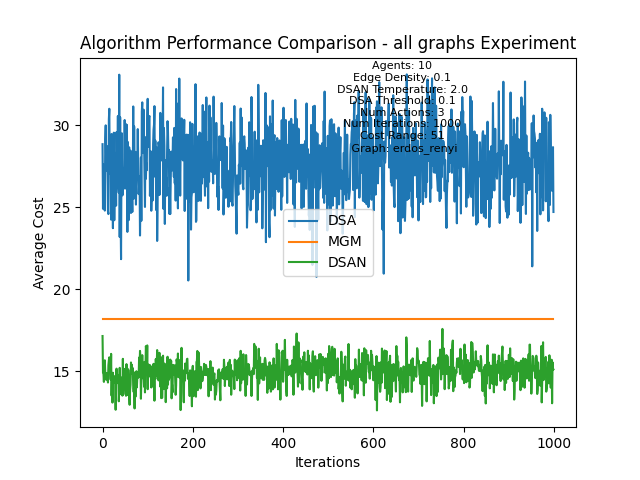 Algorithm Performance Comparison - all graphs Experiment
Agents: 10
Edge Density: 0.1
DSAN Temperature: 2.0
DSA Threshold: 0.1
Num Actions: 3
Num Iterations: 1000
Cost Range: 51
Graph: erdos_renyi
30
25
20
15
Average Cost
DSA
MGM
DSAN
0
200
400
600
800
1000
Iterations